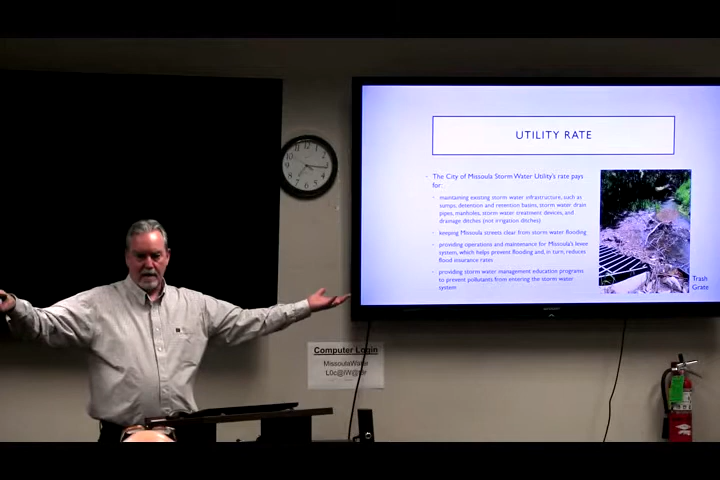 UTILITY RATE
The City of Missoula Storm Water Utility's rate pays
for:
maintaining existing storm water infrastructure, such as
sumps, detention and retention basins, storm water drain
pipes, manholes, storm water treatment devices, and
drainage ditches (not irrigation ditches)
keeping Missoula streets clear from storm water flooding
providing operations and maintenance for Missoula's levee
system, which helps prevent flooding and, in turn, reduces
flood insurance rates
providing storm water management education programs
to prevent pollutants from entering the storm water
system
Trash
Grate
Computer Login
MissoulaWater